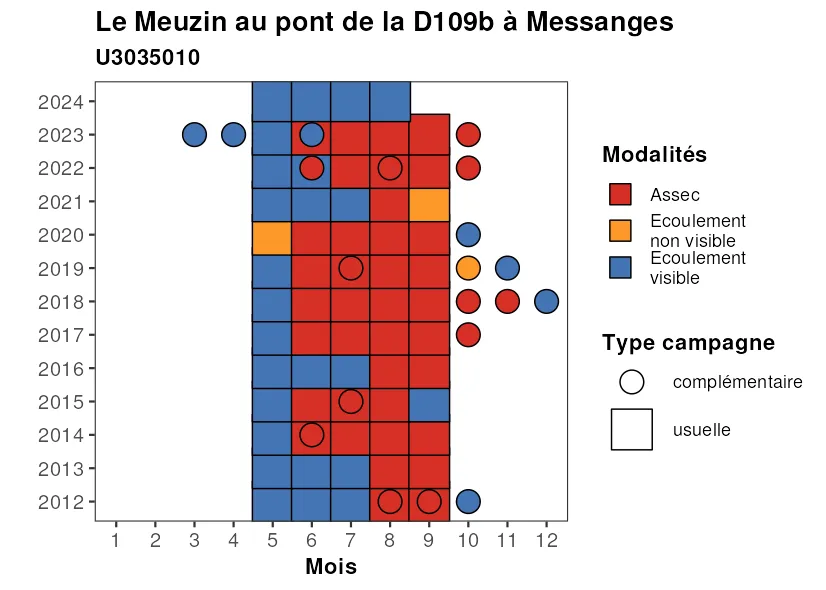 Le Meuzin au pont de la D109b à Messanges
U3035010
2024
2023
2022
2021
2020
2019
2018
2017
2016
2015
2014
2013
2012
1 2 3 4 5 6 7 8 9 10 11 12
Mois
Modalités
Assec
Ecoulement
non visible
Ecoulement
visible
Type campagne
complémentaire
usuelle